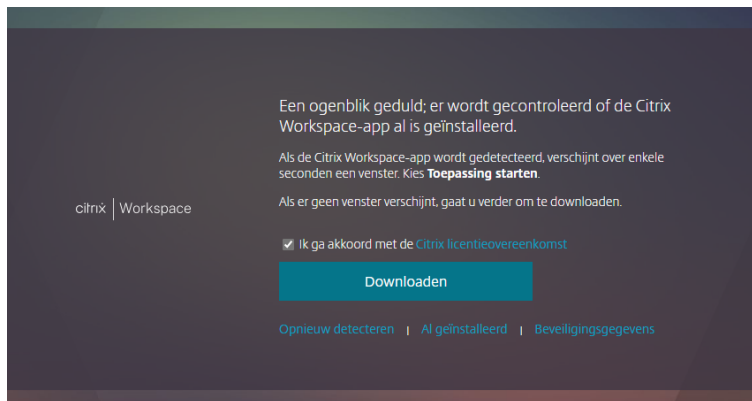 Een ogenblik geduld; er wordt gecontroleerd of de Citrix
Workspace-app al is geïnstalleerd.
Als de Citrix Workspace-app wordt gedetecteerd, verschijnt over enkele
seconden een venster. Kies Toepassing starten.
citrix | Workspace
Als er geen venster verschijnt, gaat u verder om te downloaden.
Ik ga akkoord met de Citrix licentieovereenkomst
Downloaden
Opnieuw detecteren | Al geïnstalleerd | Beveiligingsgegevens